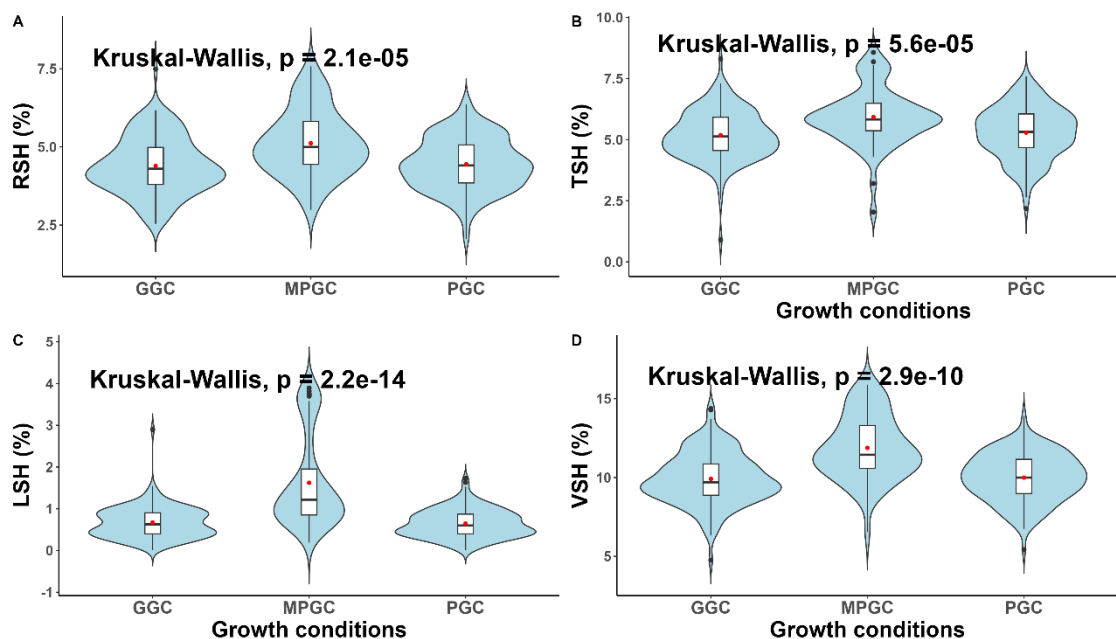 A
Kruskal-Wallis, p = 2.1e-05
RSH (%)
7.5
5.0
2.5
GGC MPGC PGC
B
Kruskal-Wallis, p = 5.6e-05
TSH (%)
10.0
7.5
5.0
2.5
0.0
GGC MPGC PGC
Growth conditions
C
Kruskal-Wallis, p = 2.2e-14
LSH (%)
5
4
3
2
1
0
-1
GGC MPGC PGC
Growth conditions
D
Kruskal-Wallis, p = 2.9e-10
VSH (%)
15
10
5
GGC MPGC PGC
Growth conditions